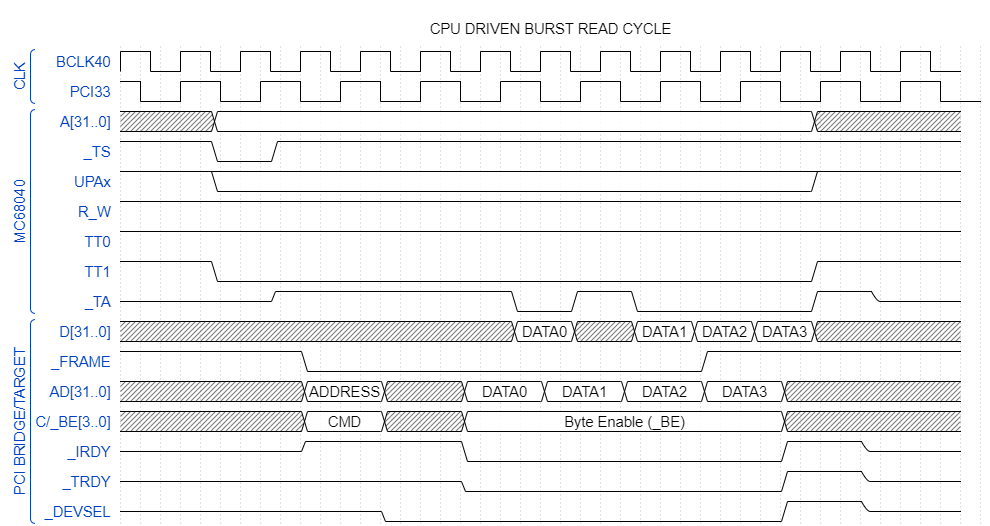 CPU DRIVEN BURST READ CYCLE
CLK
BCLK40
PCI33
MC68040
A[31..0]
_TS
UPAx
R_W
TT0
TT1
_TA
PCI BRIDGE/TARGET
D[31..0] DATA0 DATA1 DATA2 DATA3
_FRAME
AD[31..0] ADDRESS DATA0 DATA1 DATA2 DATA3
C/_BE[3..0] CMD Byte Enable (_BE)
_IRDY
_TRDY
_DEVSEL